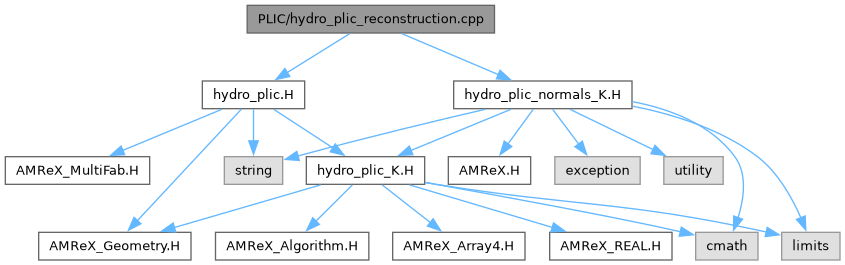 PLIC/hydro_plic_reconstruction.cpp
hydro_plic.H
hydro_plic_normals_K.H
AMReX_MultiFab.H
string
hydro_plic_K.H
AMReX.H
exception
utility
AMReX_Geometry.H
AMReX_Algorithm.H
AMReX_Array4.H
AMReX_REAL.H
cmath
limits